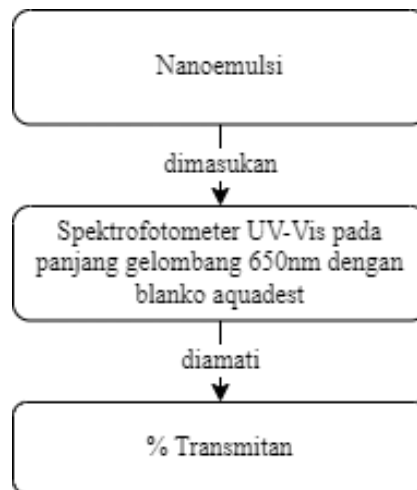 Nanoemulsi
dimasukan
Spektrofotometer UV-Vis pada
panjang gelombang 650nm dengan
blanko aquadest
diamati
% Transmitan